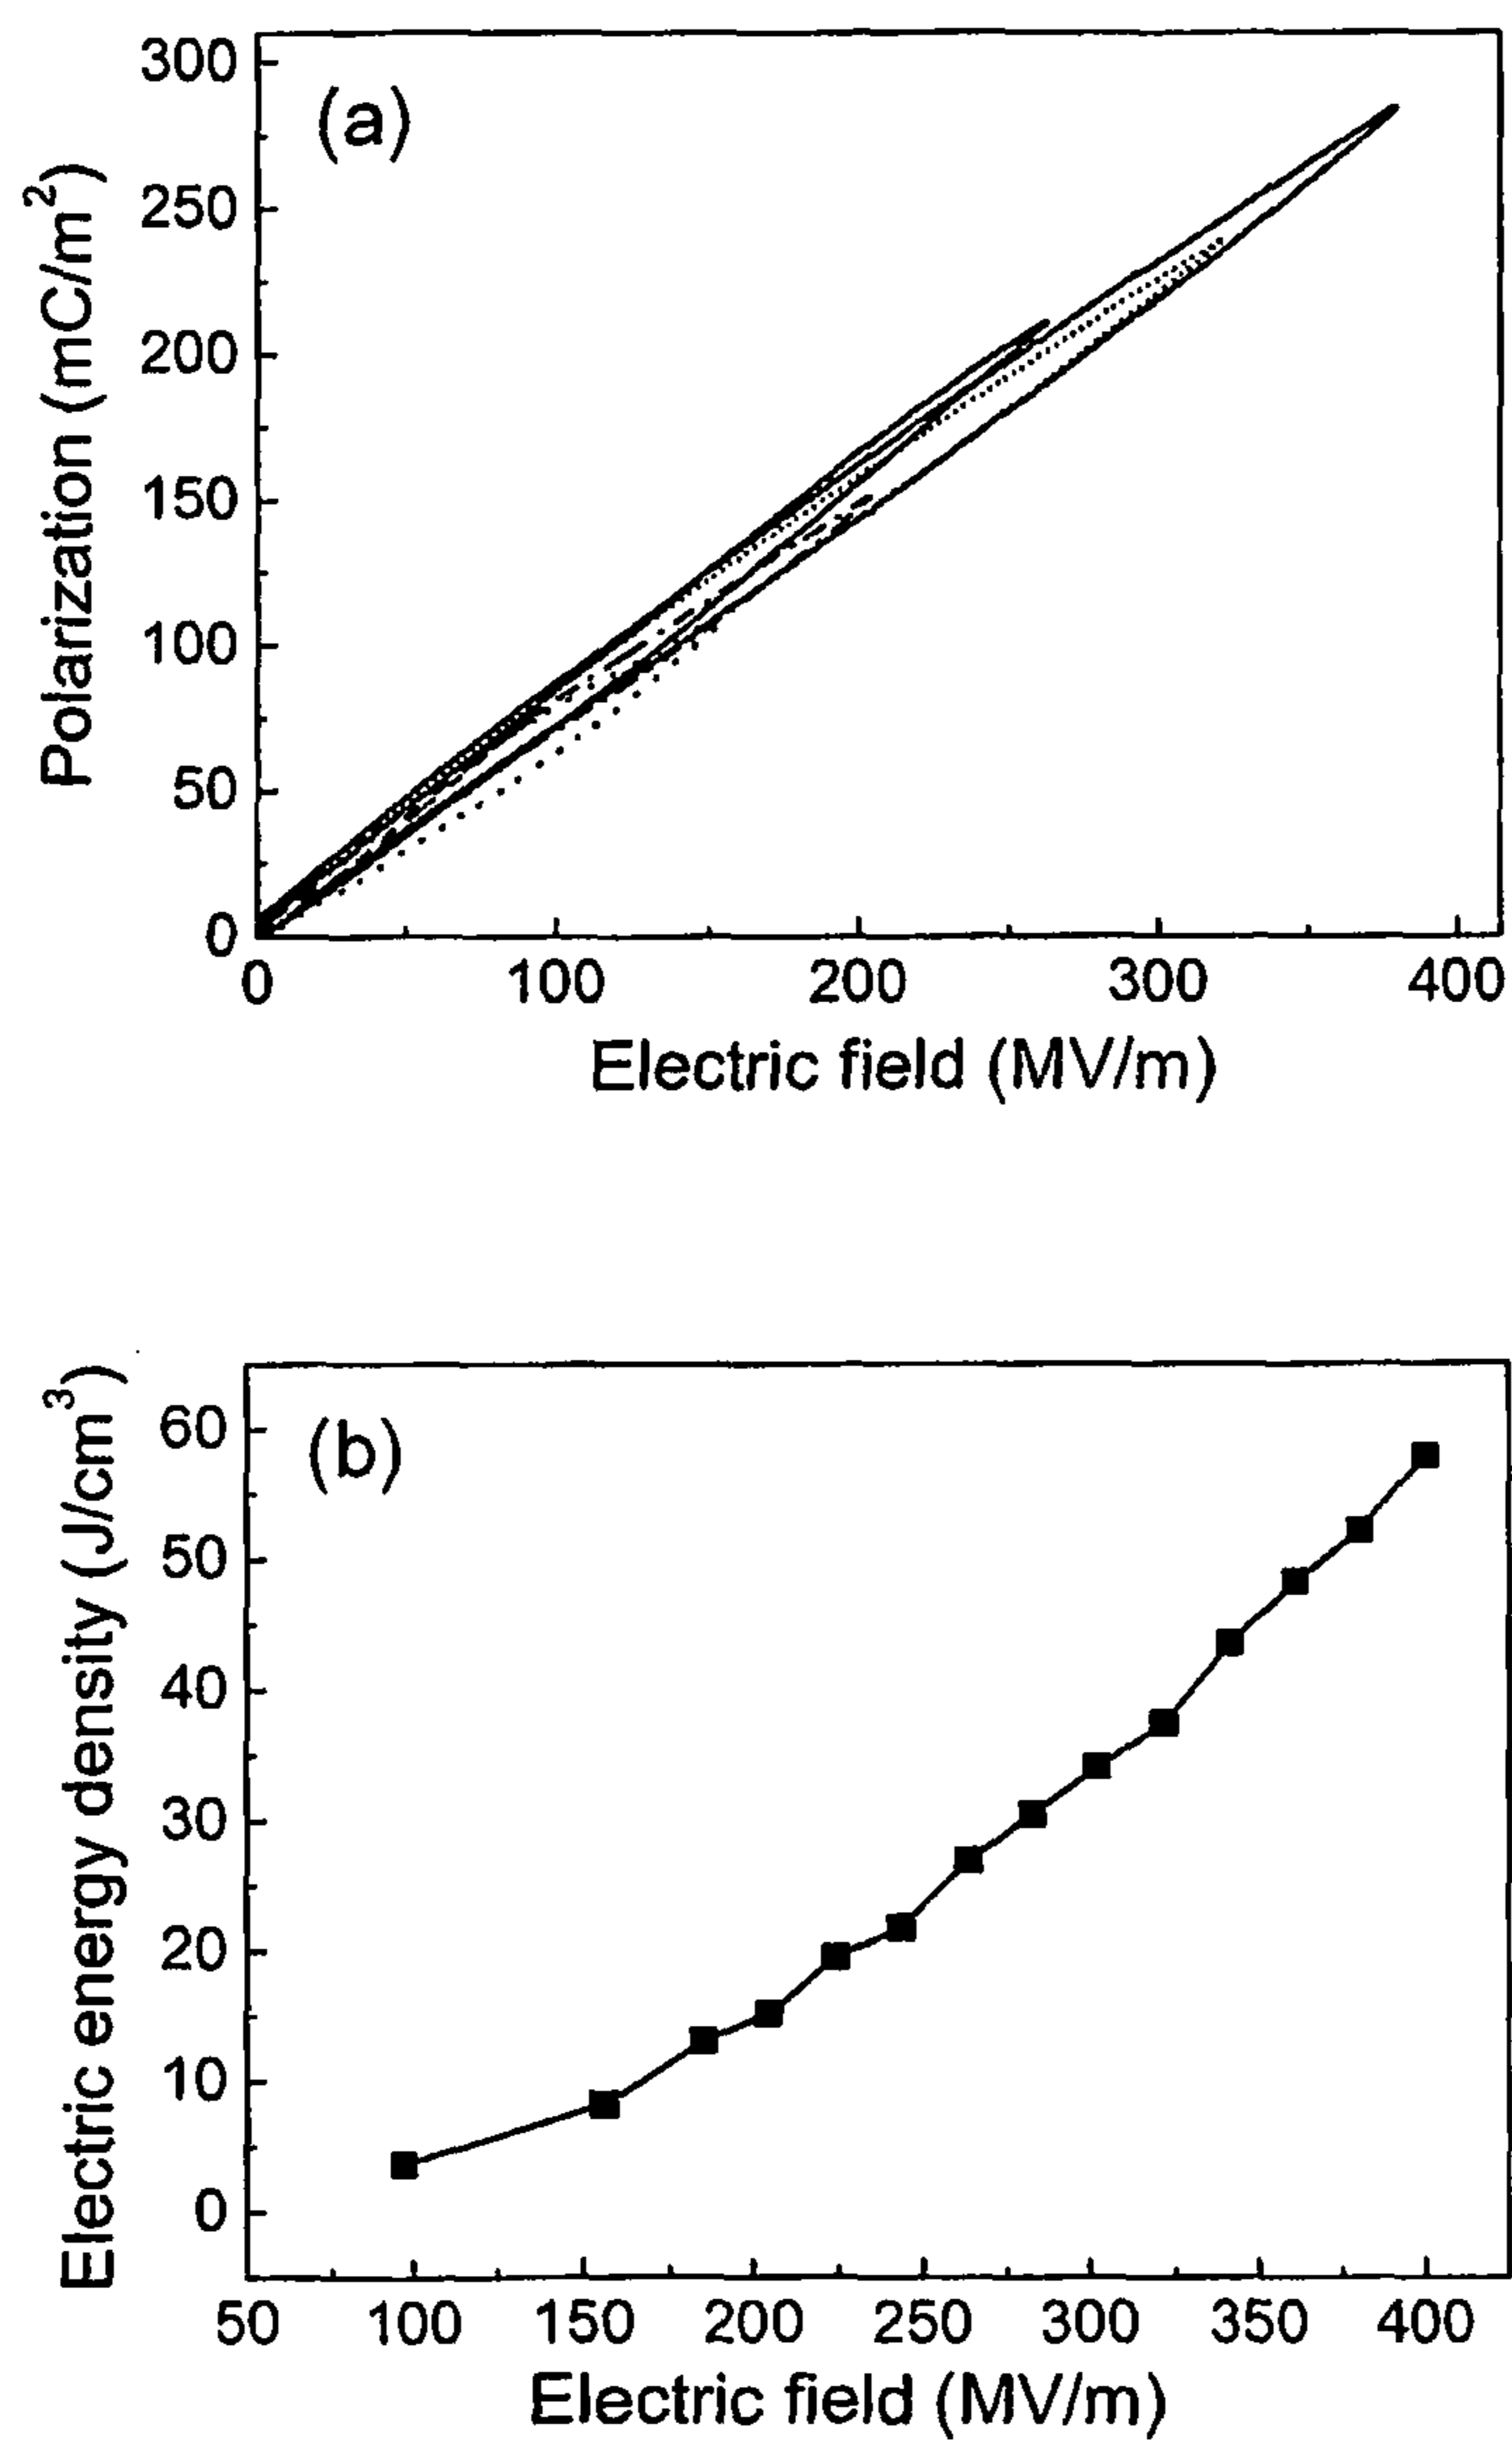 300
(a)
250
200
150
100
50
0
Polarization (mC/m²)
0 100 200 300 400
Electric field (MV/m)
60
(b)
50
40
30
20
10
0
Electric energy density (J/cm³)
50 100 150 200 250 300 350 400
Electric field (MV/m)